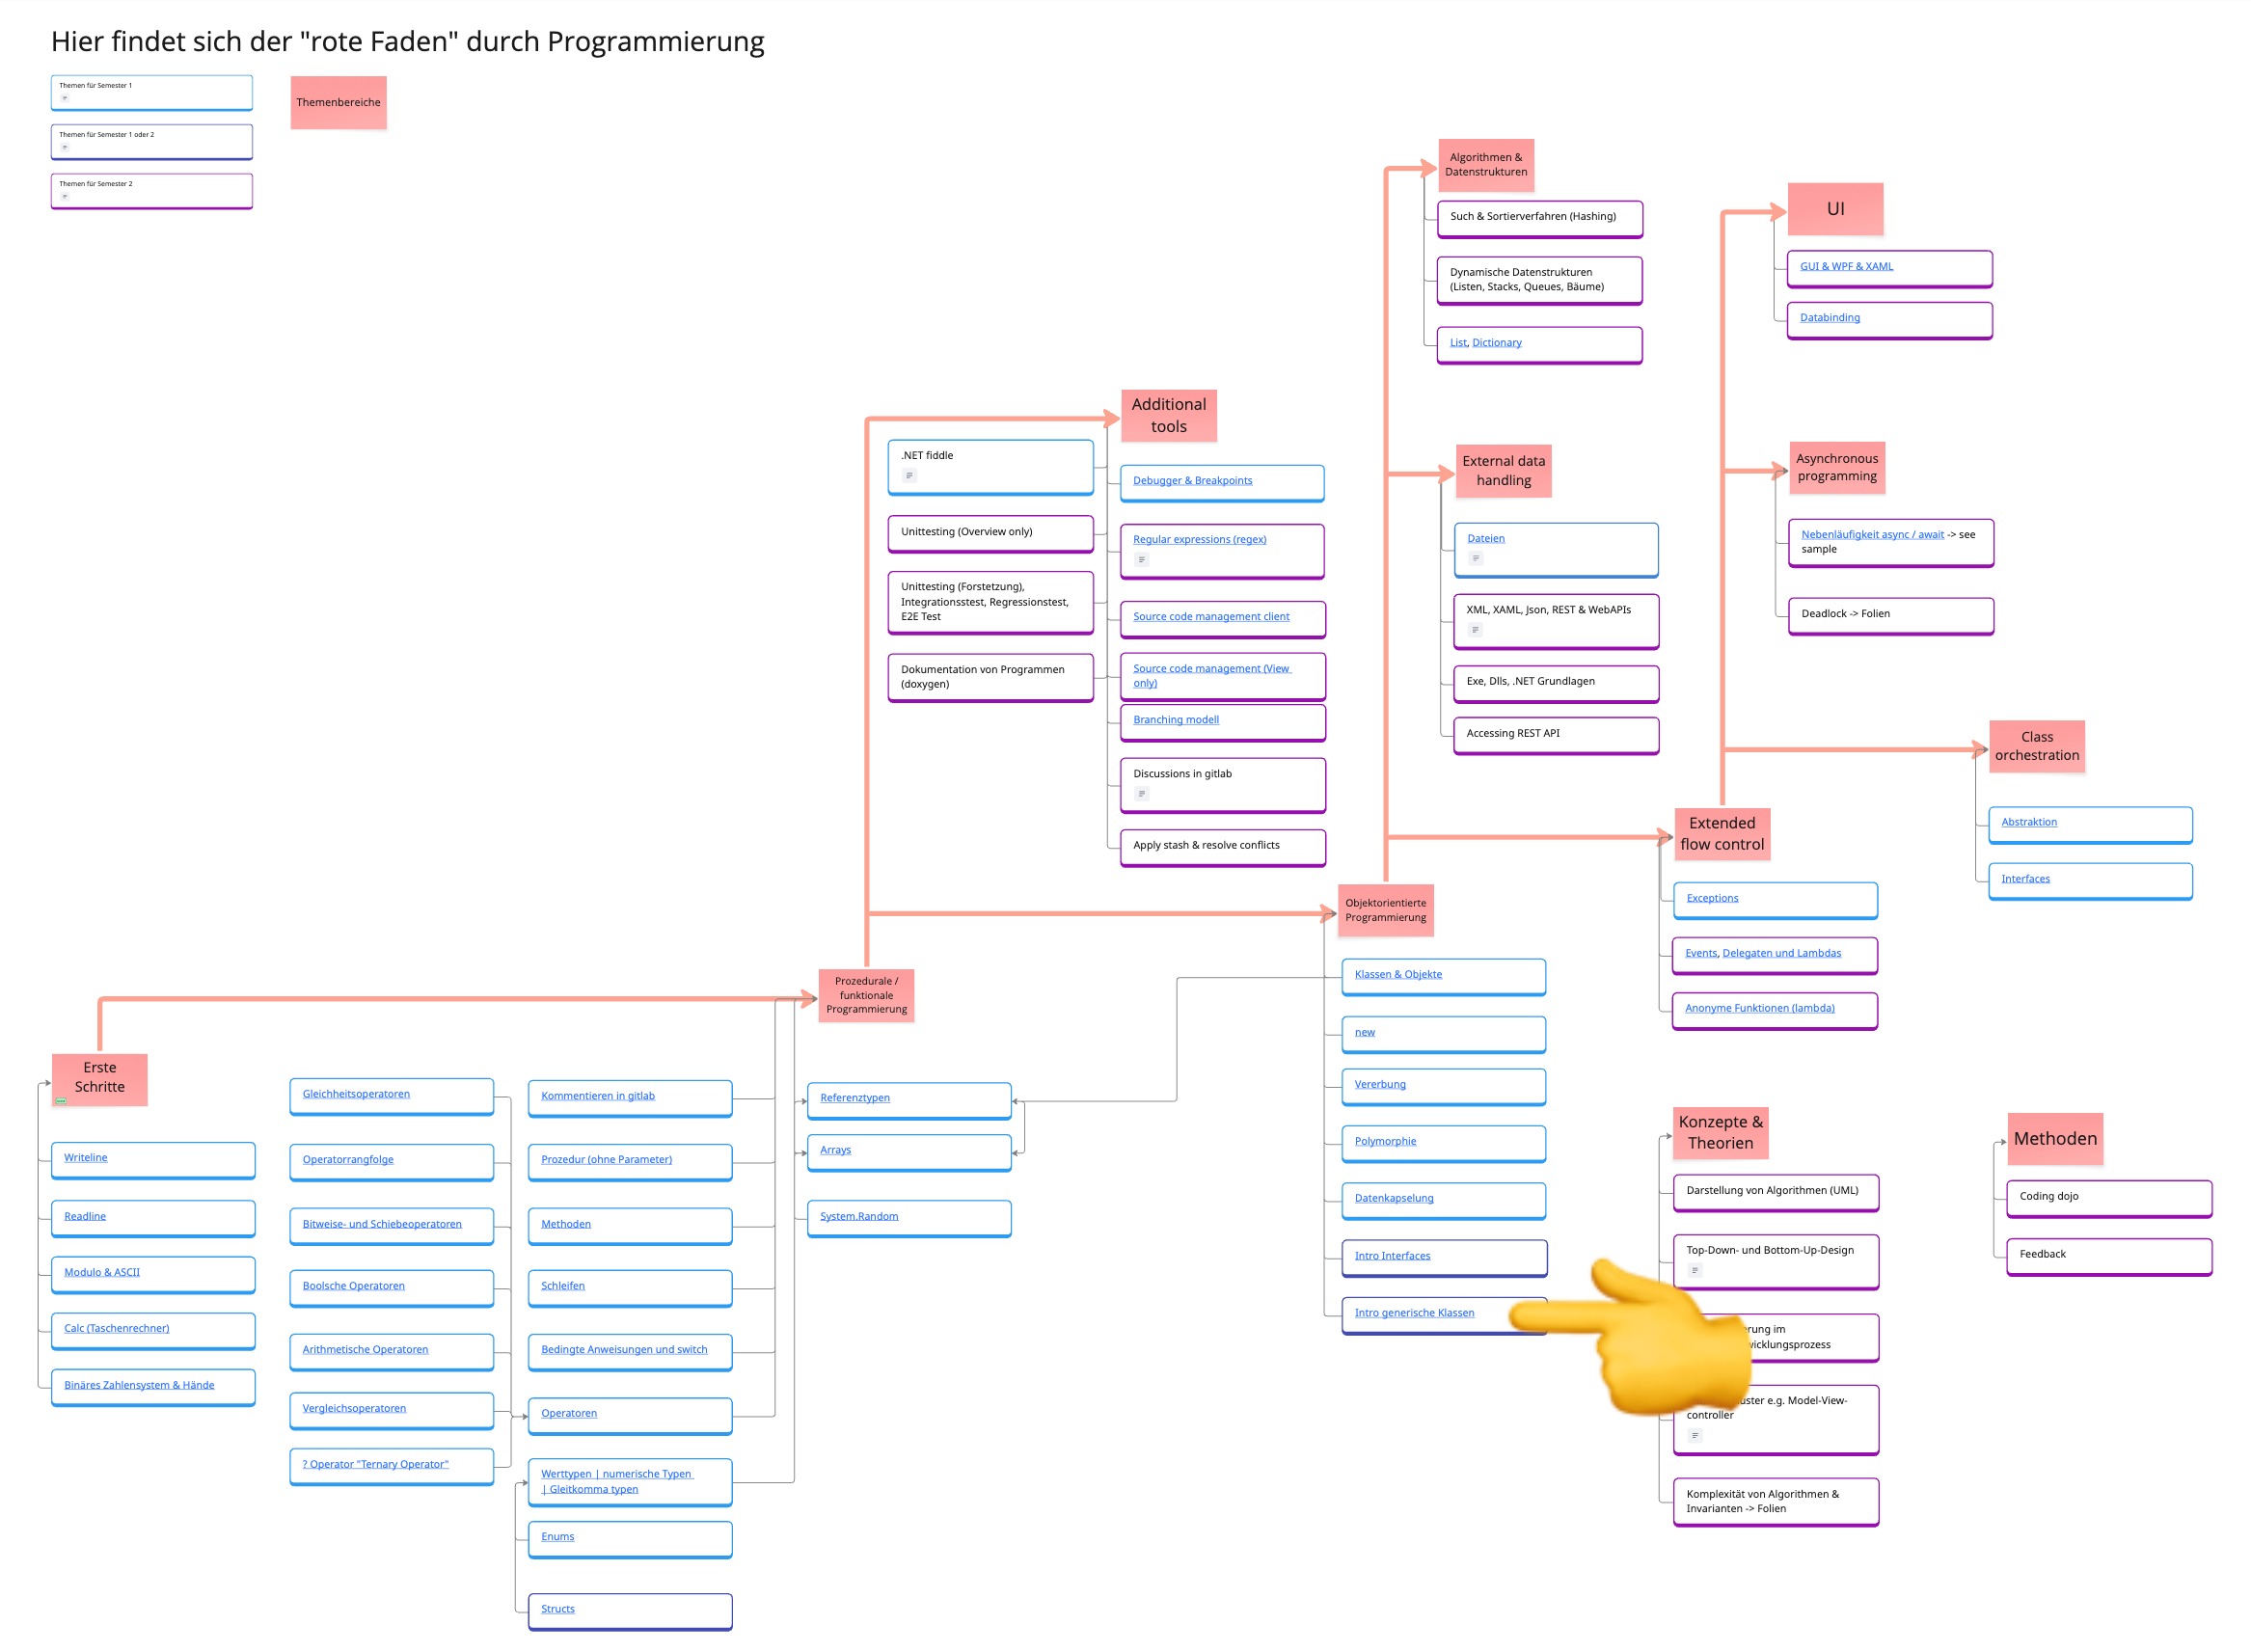 Hier findet sich der "rote Faden" durch Programmierung
Themen für Semester 1
Themen für Semester 1 oder 2
Themen für Semester 2
Themenbereiche
Erste
Schritte
Writeline
Readline
Modulo & ASCII
Calc (Taschenrechner)
Binäres Zahlensystem & Hände
Prozedurale /
funktionale
Programmierung
Gleichheitsoperatoren
Operatorrangfolge
Bitweise- und Schiebeoperatoren
Boolsche Operatoren
Arithmetische Operatoren
Vergleichsoperatoren
? Operator "Ternary Operator"
Kommentieren in gitlab
Prozedur (ohne Parameter)
Methoden
Schleifen
Bedingte Anweisungen und switch
Operatoren
Werttypen | numerische Typen
| Gleitkomma typen
Enums
Structs
Referenztypen
Arrays
System.Random
Additional
tools
.NET fiddle
Unittesting (Overview only)
Unittesting (Forstetzung),
Integrationsstest, Regressionstest,
E2E Test
Dokumentation von Programmen
(doxygen)
Debugger & Breakpoints
Regular expressions (regex)
Source code management client
Source code management (View
only)
Branching modell
Discussions in gitlab
Apply stash & resolve conflicts
Objektorientierte
Programmierung
Klassen & Objekte
new
Vererbung
Polymorphie
Datenkapselung
Intro Interfaces
Intro generische Klassen
Algorithmen &
Datenstrukturen
Such & Sortierverfahren (Hashing)
Dynamische Datenstrukturen
(Listen, Stacks, Queues, Bäume)
List, Dictionary
External data
handling
Dateien
XML, XAML, Json, REST & WebAPIs
Exe, Dlls, .NET Grundlagen
Accessing REST API
Extended
flow control
Exceptions
Events, Delegaten und Lambdas
Anonyme Funktionen (lambda)
UI
GUI & WPF & XAML
Databinding
Asynchronous
programming
Nebenläufigkeit async / await -> see
sample
Deadlock -> Folien
Class
orchestration
Abstraktion
Interfaces
Konzepte &
Theorien
Darstellung von Algorithmen (UML)
Top-Down- und Bottom-Up-Design
im
e.g. Model-View-
controller
Komplexität von Algorithmen &
Invarianten -> Folien
Methoden
Coding dojo
Feedback